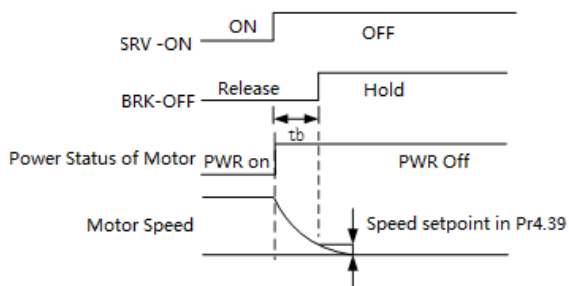 SRV -ON ON OFF
BRK-OFF Release Hold
tb
Power Status of Motor PWR on PWR Off
Motor Speed Speed setpoint in Pr4.39